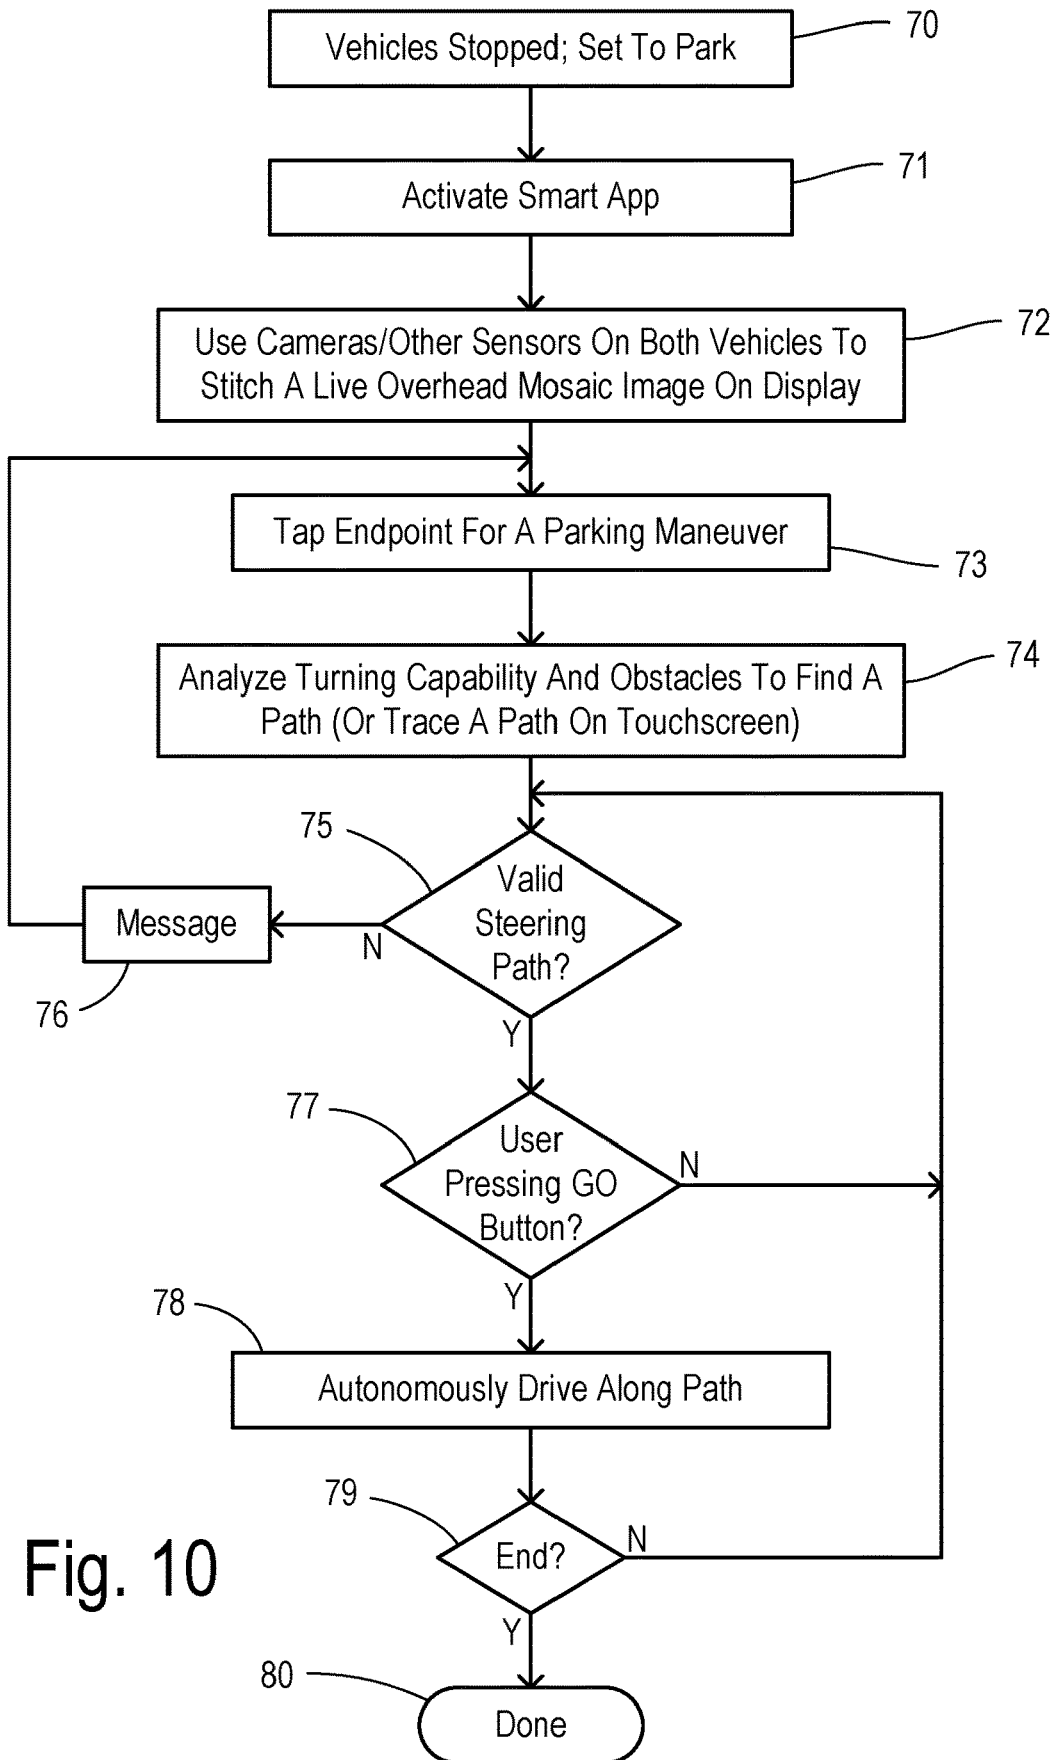 Vehicles Stopped; Set To Park
70
Activate Smart App
71
Use Cameras/Other Sensors On Both Vehicles To
Stitch A Live Overhead Mosaic Image On Display
72
Tap Endpoint For A Parking Maneuver
73
Analyze Turning Capability And Obstacles To Find A
Path (Or Trace A Path On Touchscreen)
74
75
Valid
Steering
Path?
N
Message
76
Y
77
User
Pressing GO
Button?
N
Y
78
Autonomously Drive Along Path
79
End?
N
Y
80
Done
Fig. 10